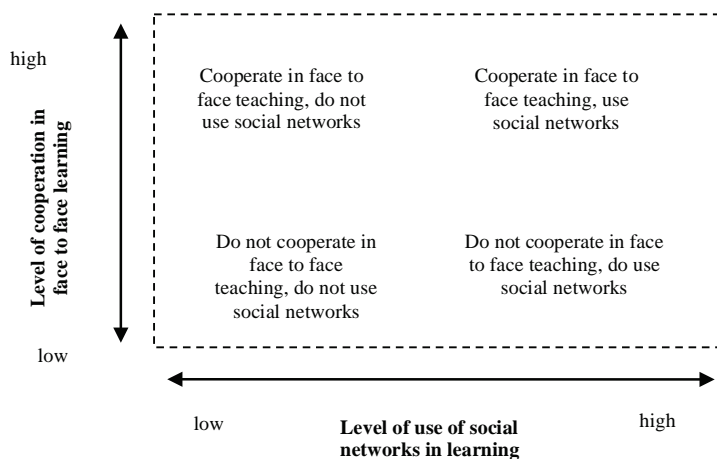 high
Cooperate in face to
face teaching, do not
use social networks
Cooperate in face to
face teaching, use
social networks
Level of cooperation in
face to face learning
Do not cooperate in
face to face
teaching, do not use
social networks
Do not cooperate in face
to face teaching, do use
social networks
low
low
Level of use of social
networks in learning
high